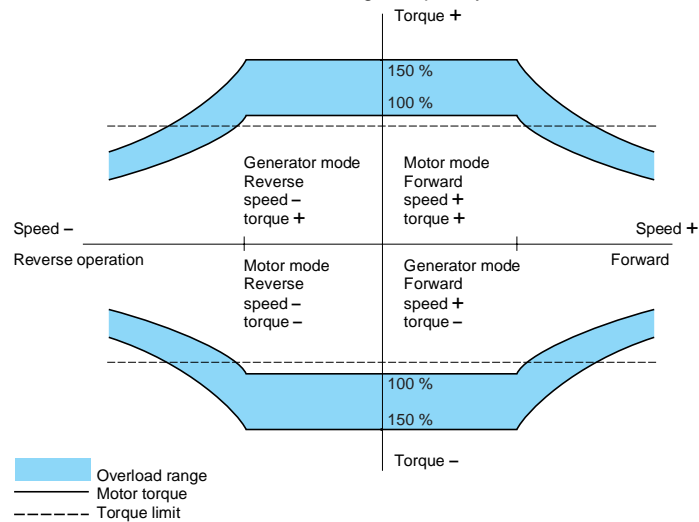 Torque +
150 %
100 %
Generator mode
Reverse
speed –
torque +
Motor mode
Forward
speed +
torque +
Speed –
Speed +
Reverse operation
Forward
Motor mode
Reverse
speed –
torque –
Generator mode
Forward
speed +
torque –
100 %
150 %
Torque –
Overload range
Motor torque
Torque limit